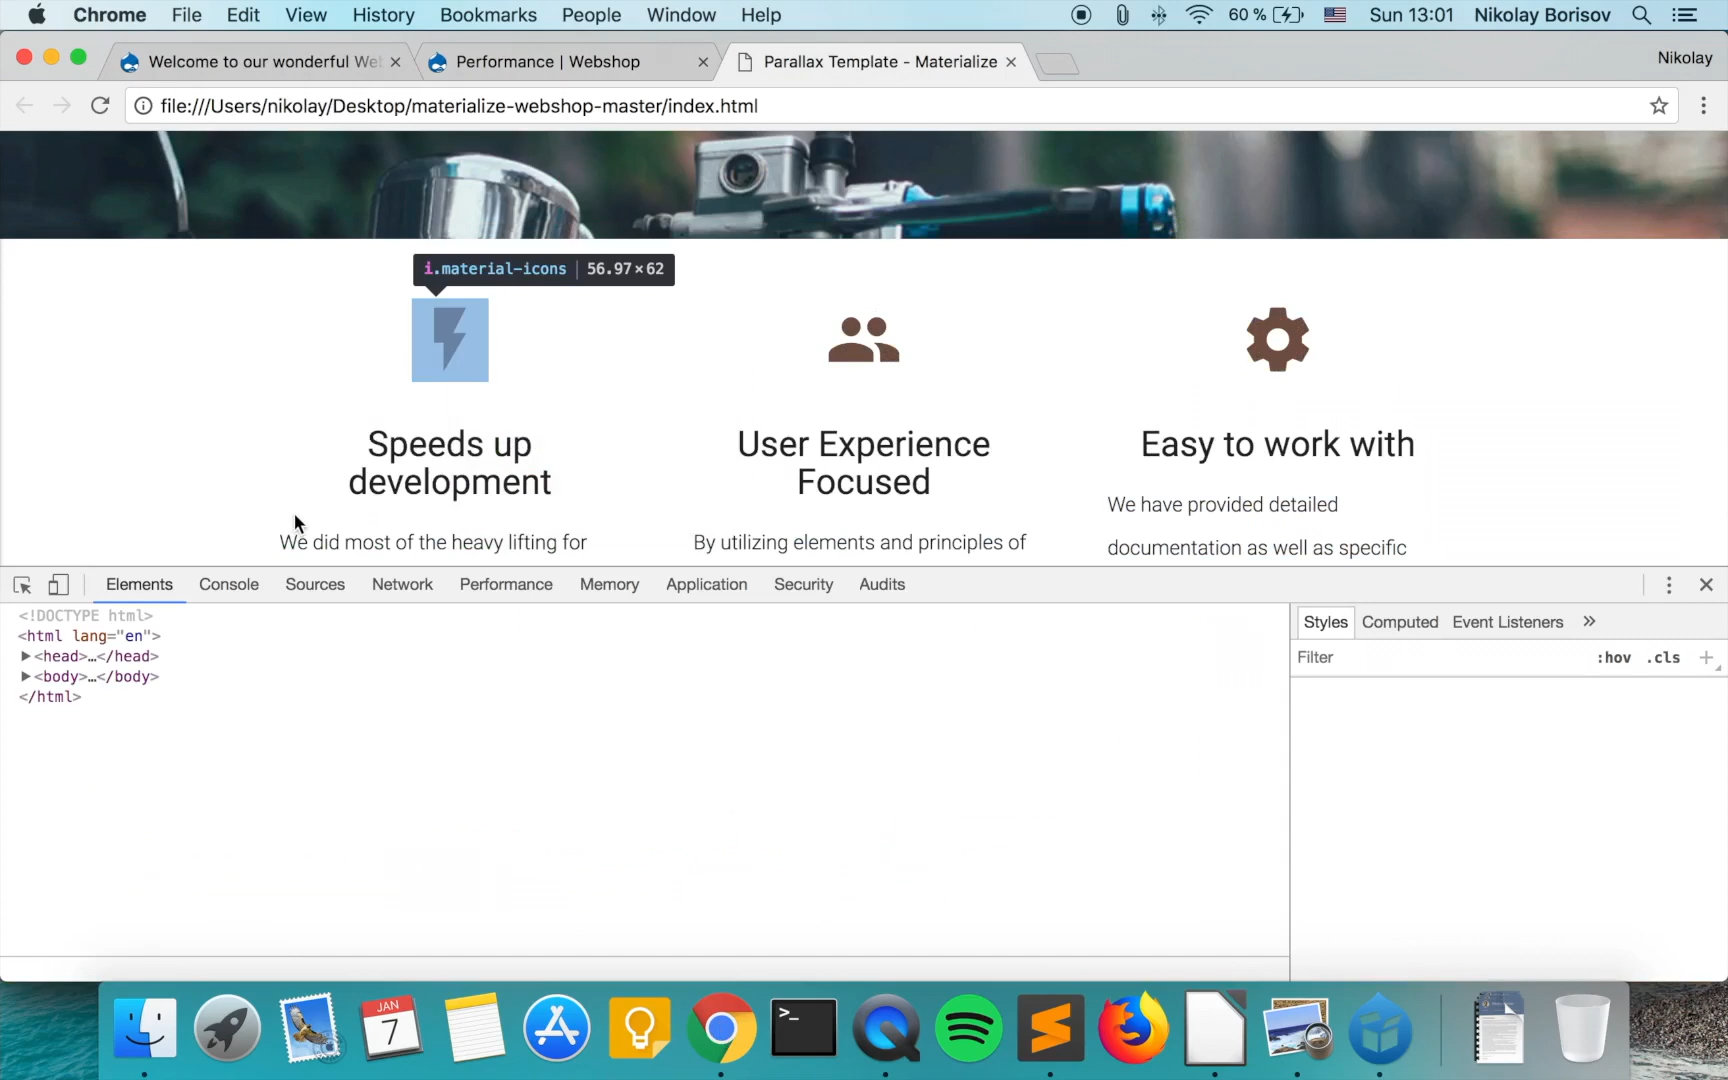 Chrome File Edit View History Bookmarks People Window Help 60 % Sun 13:01 Nikolay Borisov
Welcome to our wonderful We
Performance | Webshop
Parallax Template - Materialize
Nikolay
file:///Users/nikolay/Desktop/materialize-webshop-master/index.html
i.material-icons | 56.97×62
Speeds up
development
User Experience
Focused
Easy to work with
We did most of the heavy lifting for
By utilizing elements and principles of
We have provided detailed
documentation as well as specific
Elements Console Sources Network Performance Memory Application Security Audits
<!DOCTYPE html>
<html lang="en">
▶<head>…</head>
▶<body>…</body>
</html>
Styles Computed Event Listeners »
Filter :hov .cls +
JAN
7
>_